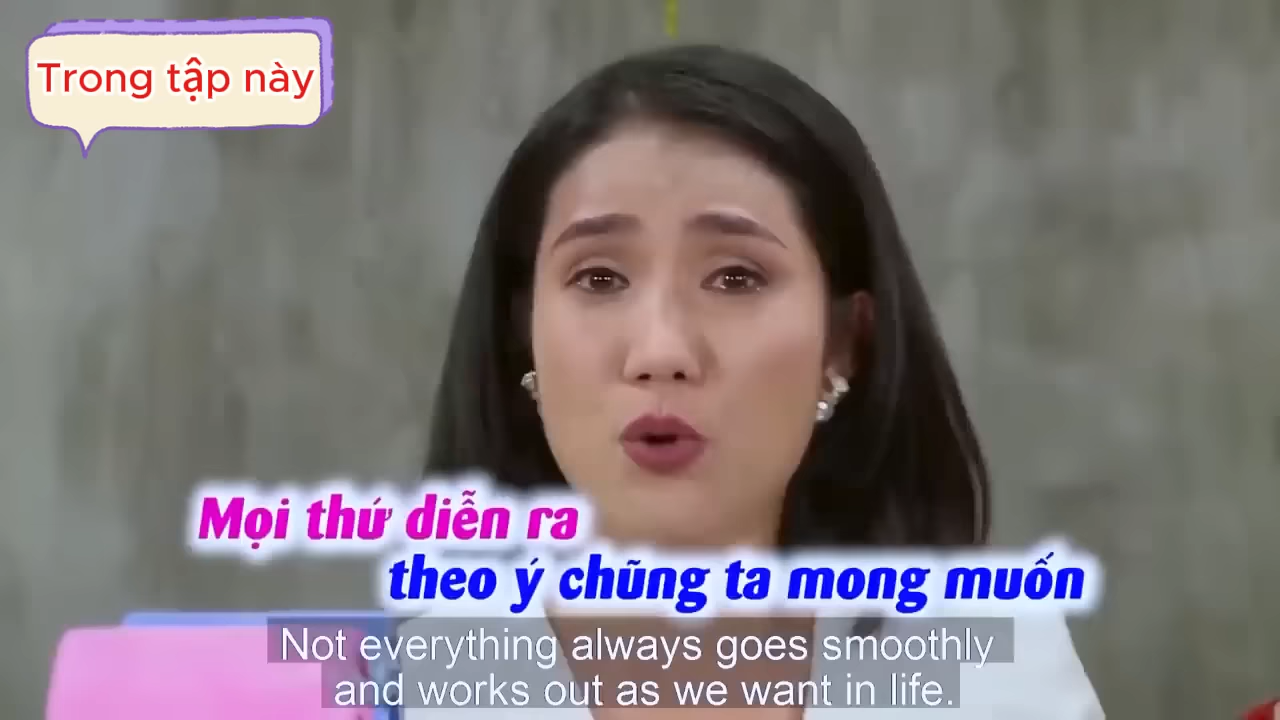 Trong tập này
Mọi thứ diễn ra
theo ý chũng ta mong muốn
Not everything always goes smoothly
and works out as we want in life.